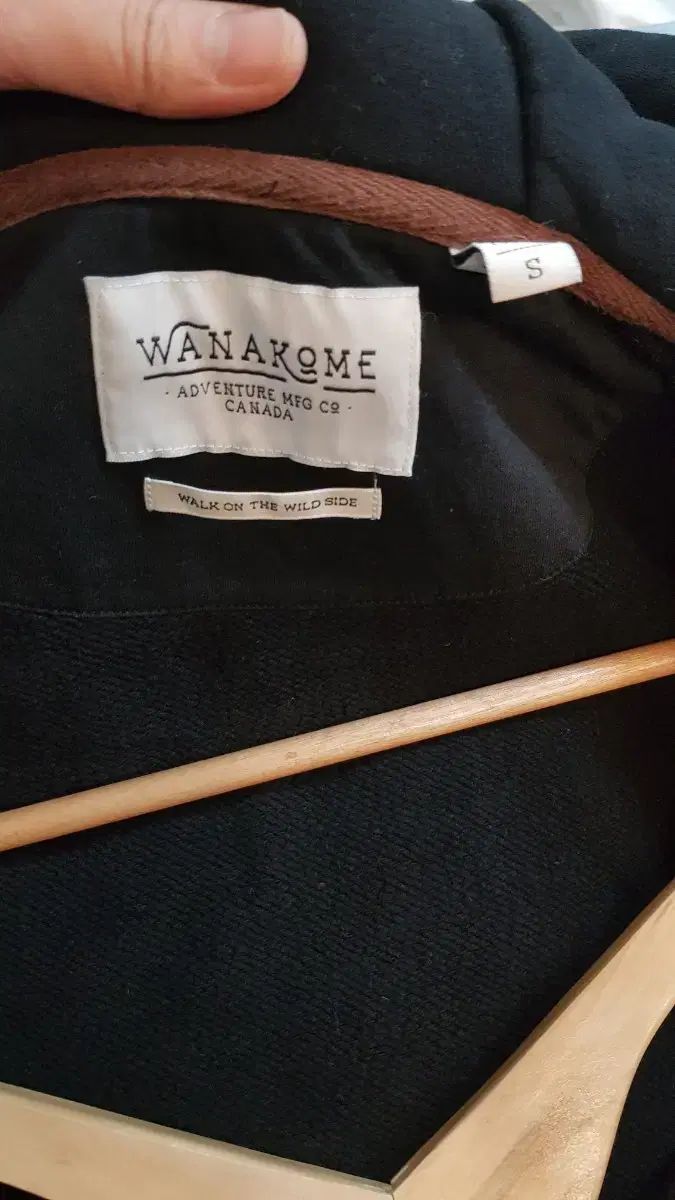 S
WANAKOME
· ADVENTURE MFG Cº ·
CANADA
WALK ON THE WILD SIDE